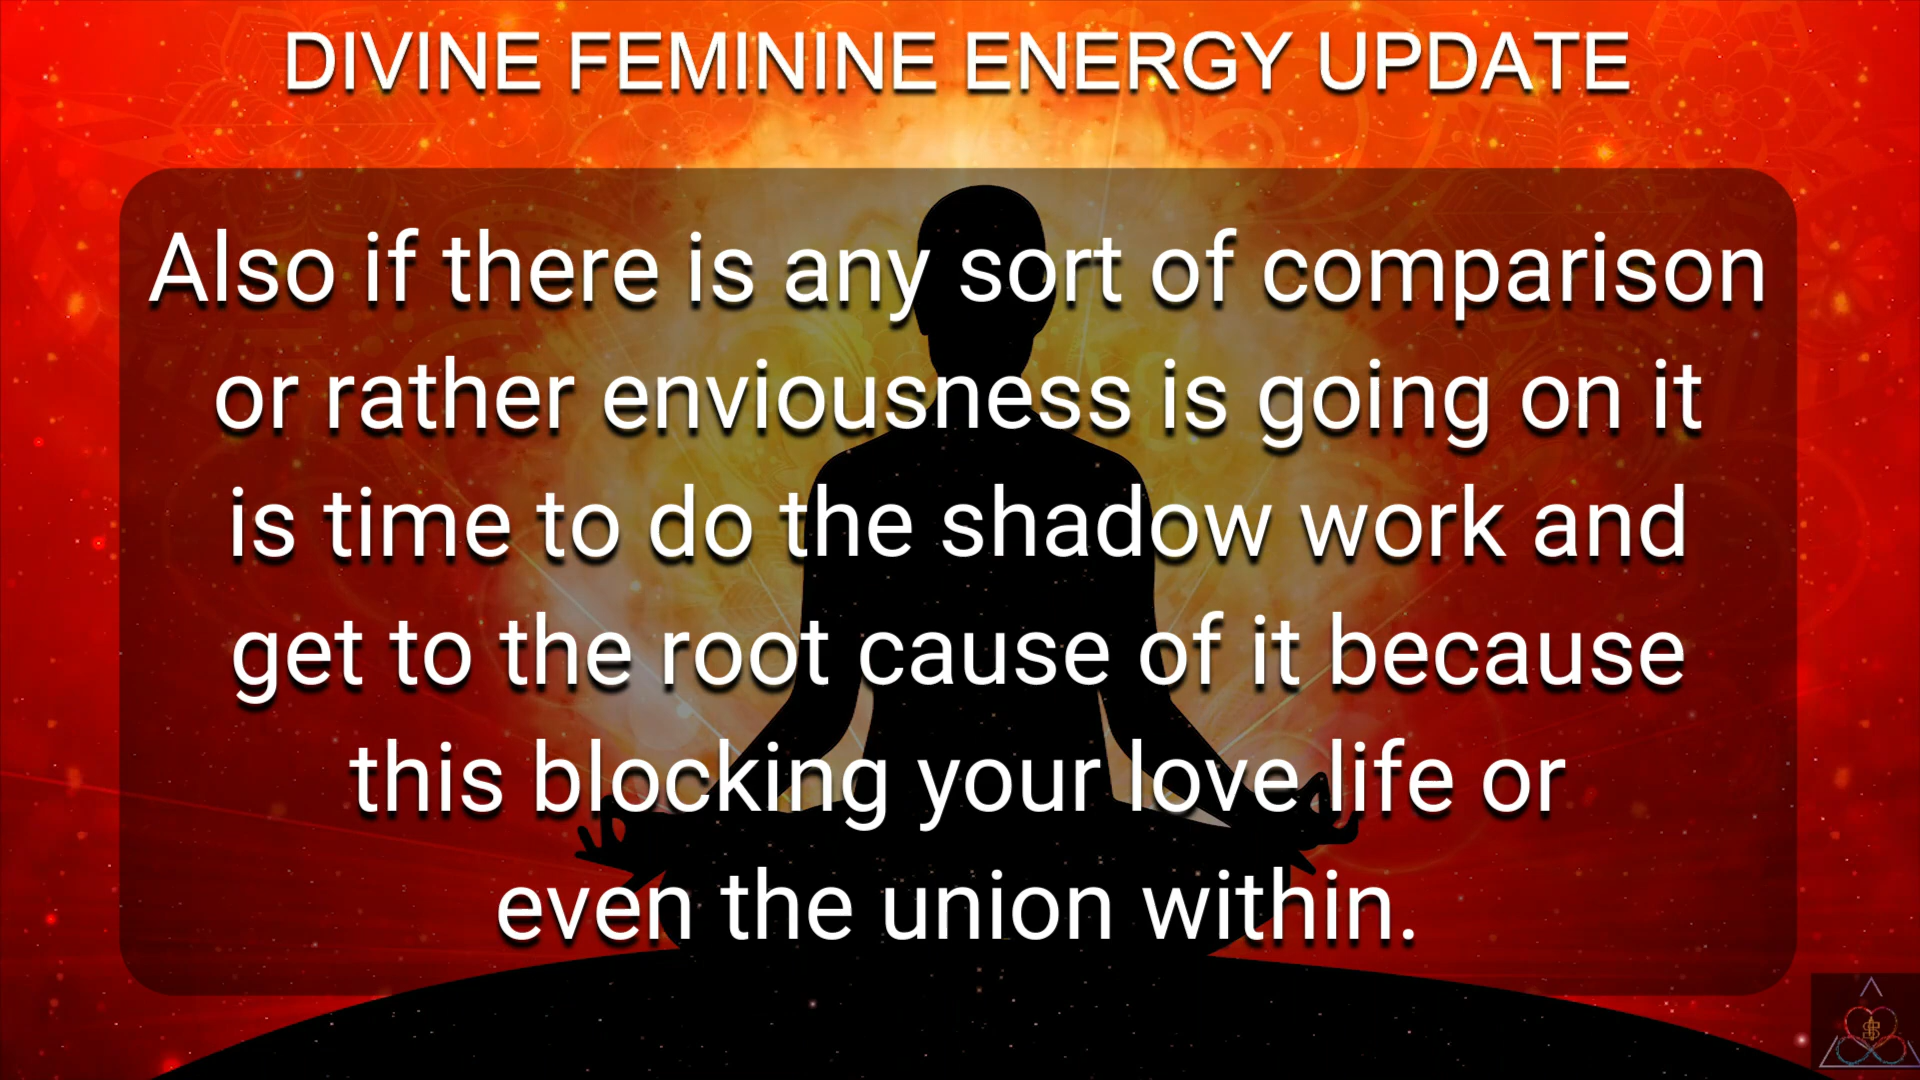 DIVINE FEMININE ENERGY UPDATE
Also if there is any sort of comparison
or rather enviousness is going on it
is time to do the shadow work and
get to the root cause of it because
this blocking your love life or
even the union within.